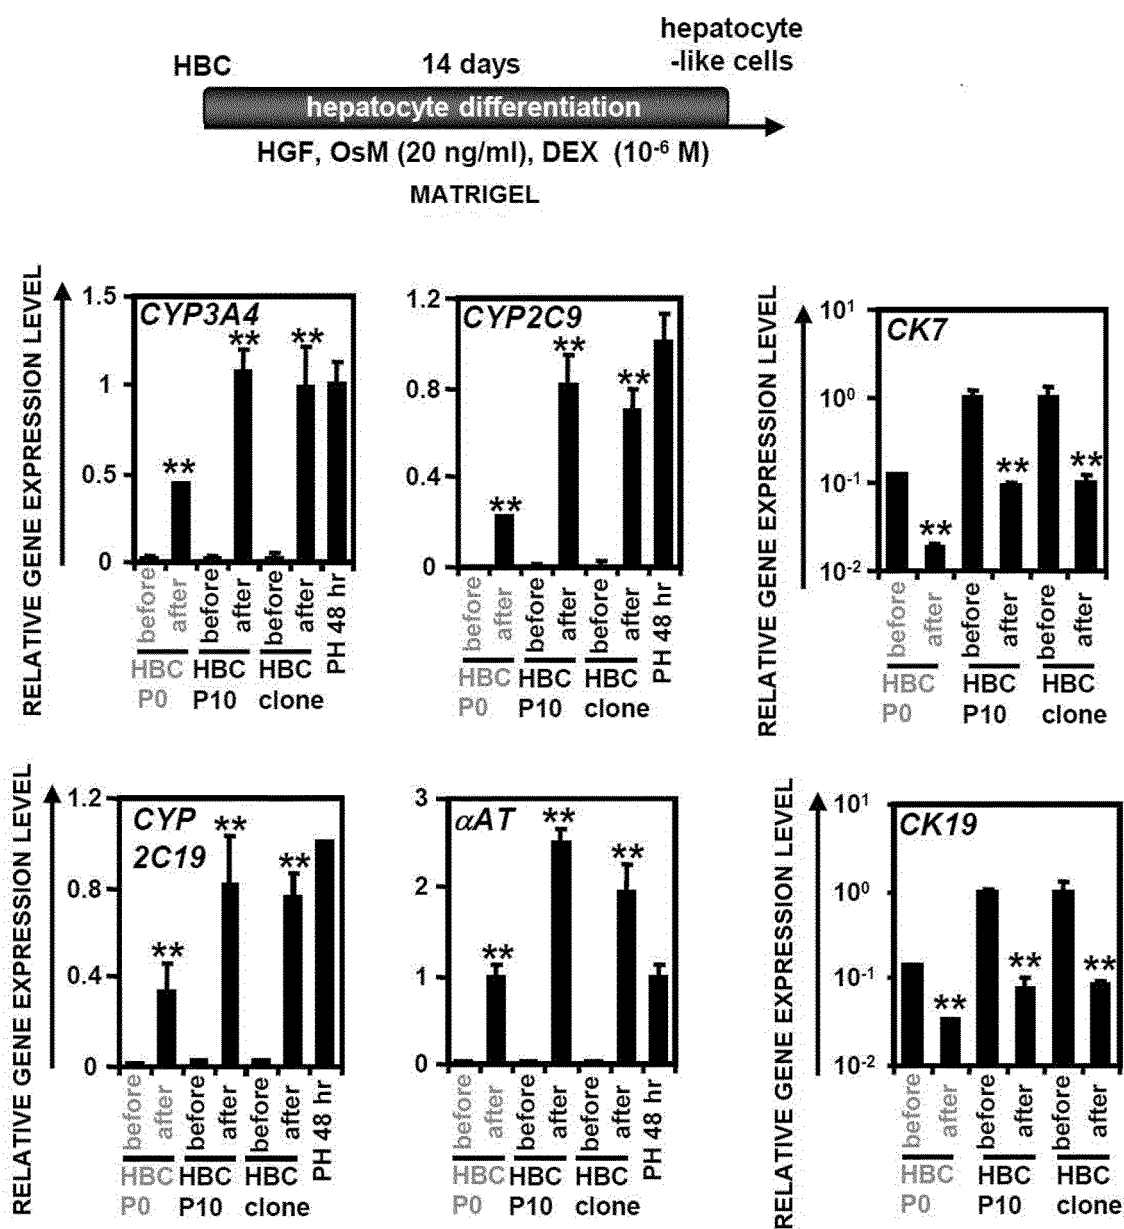 hepatocyte
-like cells
HBC
14 days
hepatocyte differentiation
HGF, OsM (20 ng/ml), DEX (10-6 M)
MATRIGEL
RELATIVE GENE EXPRESSION LEVEL
1.5
1
0.5
0
CYP3A4
**
**
**
before
after
before
after
before
after
PH 48 hr
HBC
P0
HBC
P10
HBC
clone
1.2
0.8
0.4
0
CYP2C9
**
**
**
before
after
before
after
before
after
PH 48 hr
HBC
P0
HBC
P10
HBC
clone
RELATIVE GENE EXPRESSION LEVEL
101
100
10-1
10-2
CK7
**
**
**
before
after
before
after
before
after
HBC
P0
HBC
P10
HBC
clone
RELATIVE GENE EXPRESSION LEVEL
1.2
0.8
0.4
0
CYP
2C19
**
**
**
before
after
before
after
before
after
PH 48 hr
HBC
P0
HBC
P10
HBC
clone
3
2
1
0
αAT
**
**
**
before
after
before
after
before
after
PH 48 hr
HBC
P0
HBC
P10
HBC
clone
RELATIVE GENE EXPRESSION LEVEL
101
100
10-1
10-2
CK19
**
**
**
before
after
before
after
before
after
HBC
P0
HBC
P10
HBC
clone